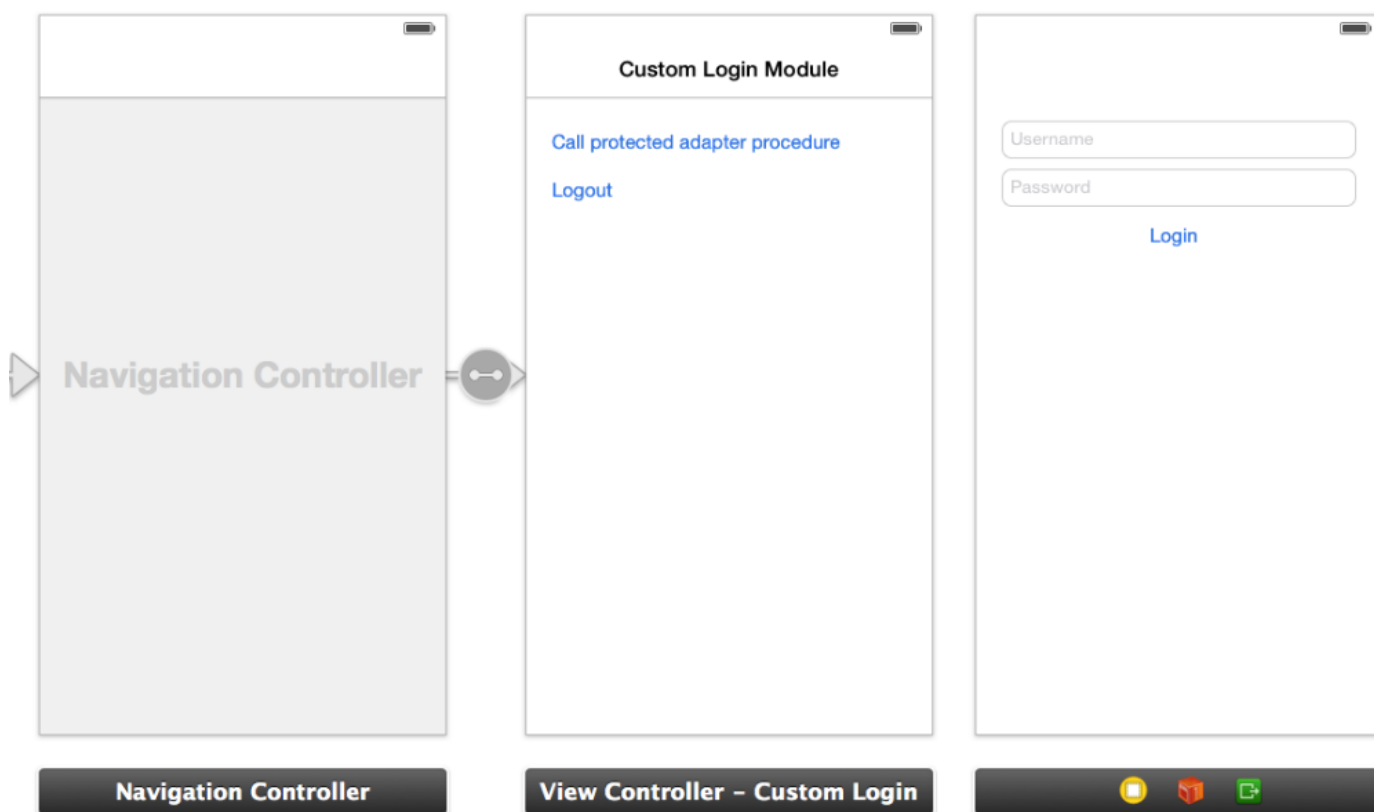 Navigation Controller
Navigation Controller
Custom Login Module
Call protected adapter procedure
Logout
View Controller – Custom Login
Username
Password
Login